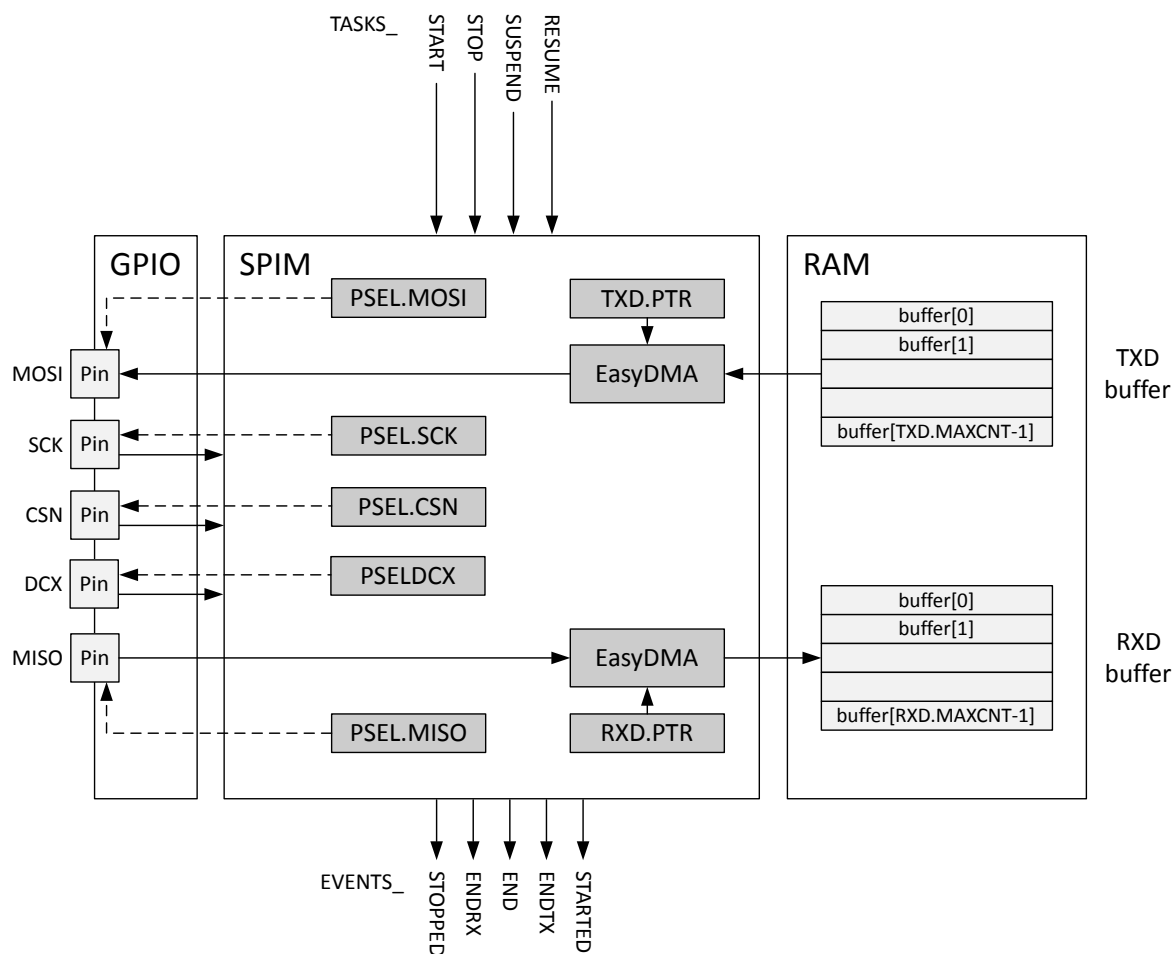 TASKS_
START
STOP
SUSPEND
RESUME
GPIO
SPIM
RAM
PSEL.MOSI
TXD.PTR
buffer[0]
buffer[1]
buffer[TXD.MAXCNT-1]
TXD
buffer
MOSI
Pin
EasyDMA
SCK
Pin
PSEL.SCK
CSN
Pin
PSEL.CSN
DCX
Pin
PSELDCX
MISO
Pin
EasyDMA
buffer[0]
buffer[1]
buffer[RXD.MAXCNT-1]
RXD
buffer
PSEL.MISO
RXD.PTR
EVENTS_
STOPPED
ENDRX
END
ENDTX
STARTED